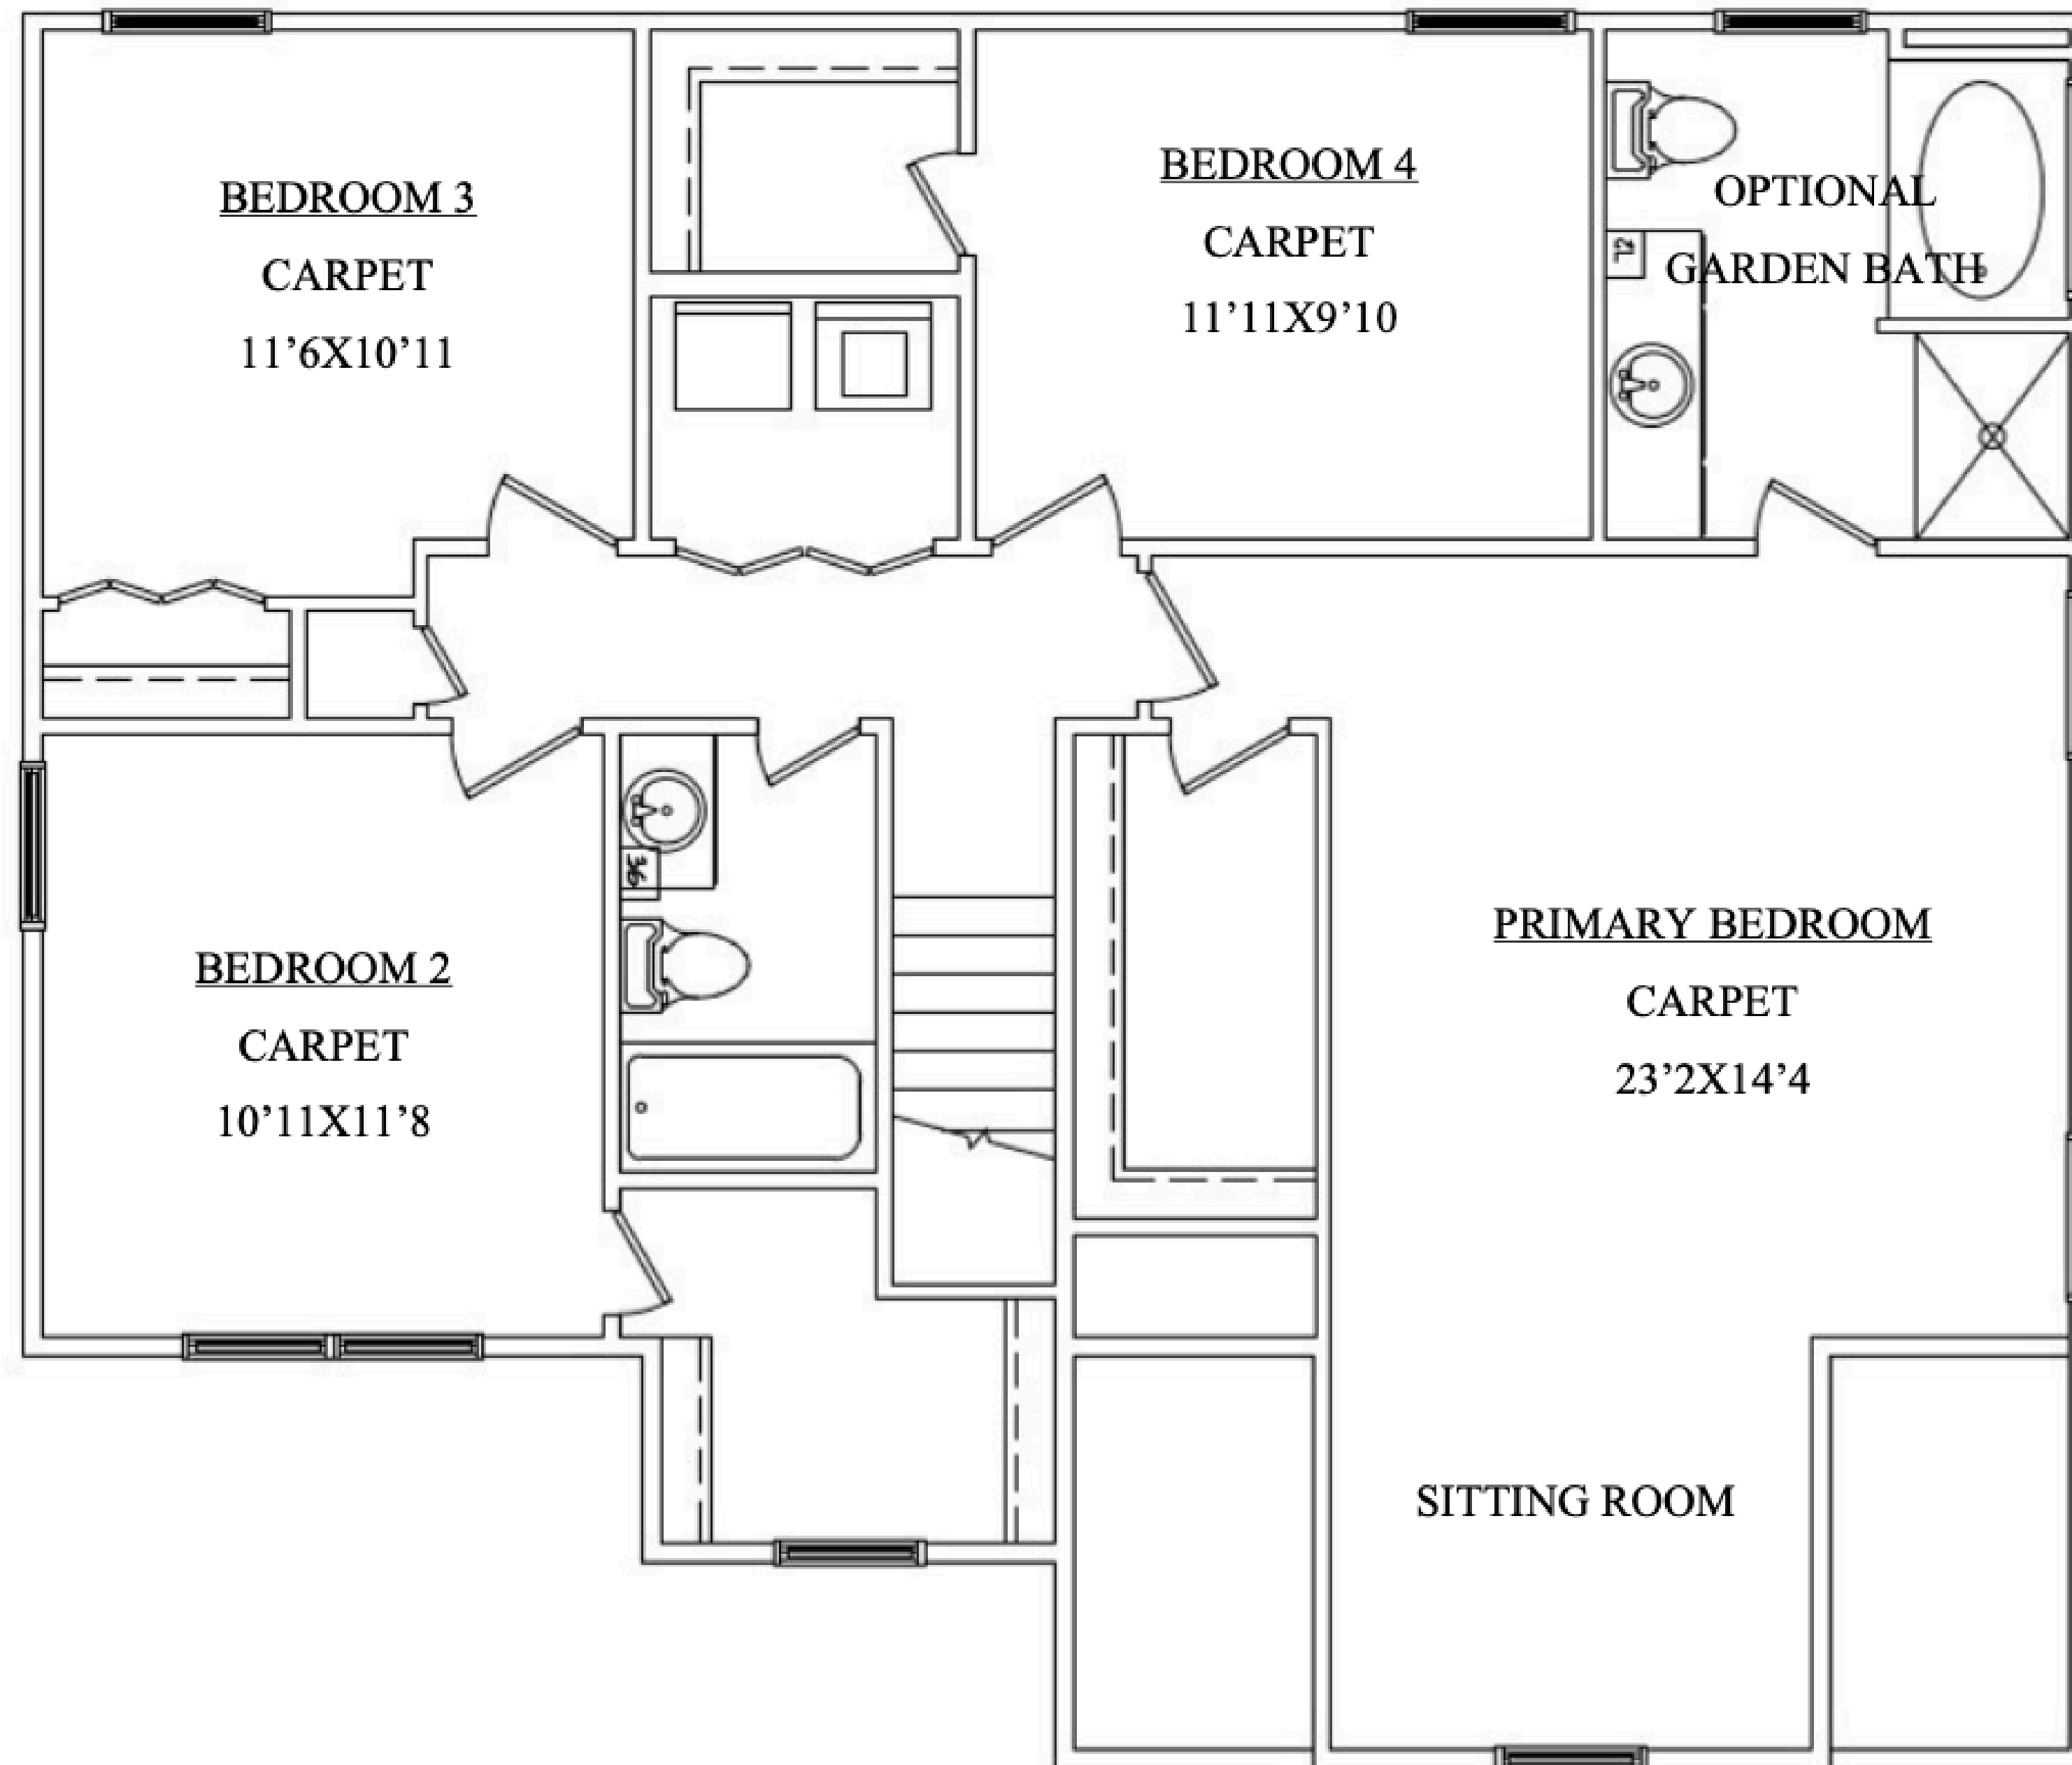 BEDROOM 3
CARPET
11’6X10’11
BEDROOM 4
CARPET
11’11X9’10
OPTIONAL
GARDEN BATH
BEDROOM 2
CARPET
10’11X11’8
PRIMARY BEDROOM
CARPET
23’2X14’4
SITTING ROOM